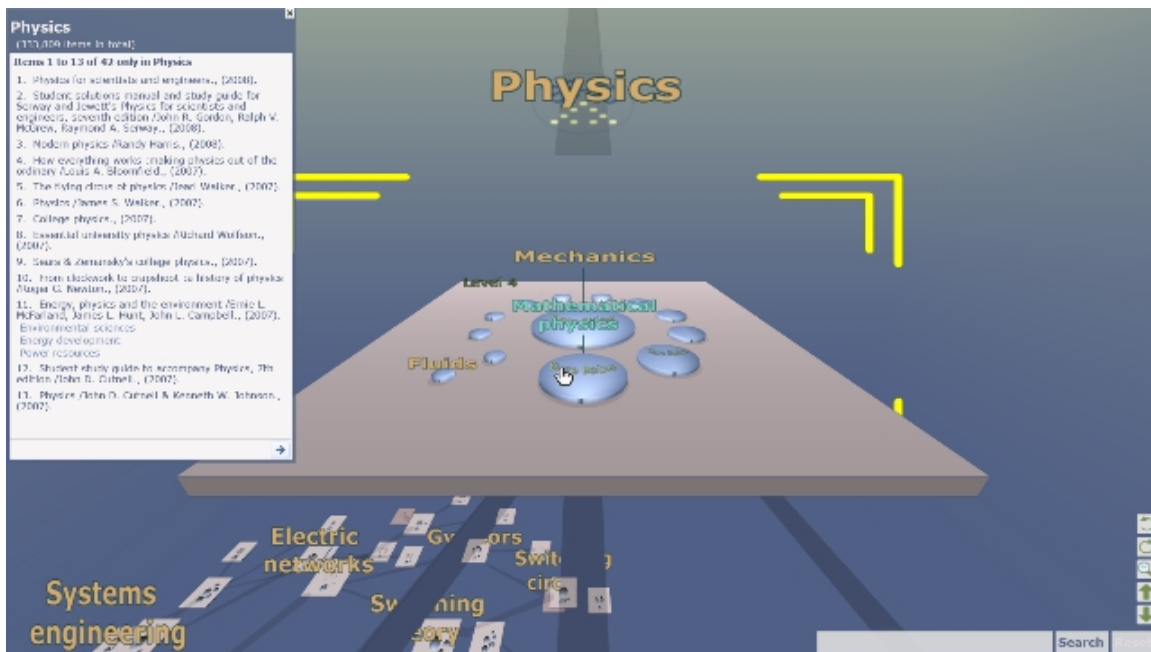 Physics
(333,809 items in total)
Items 1 to 13 of 42 only in Physics
1. Physics for scientists and engineers., (2008).
2. Student solutions manual and study guide for
Serway and Jewett's Physics for scientists and
engineers, seventh edition /John R. Gordon, Ralph V.
McGrew, Raymond A. Serway., (2008).
3. Modern physics /Randy Harris., (2008).
4. How everything works :making physics out of the
ordinary /Louis A. Bloomfield., (2007).
5. The flying circus of physics /Jearl Walker., (2007).
6. Physics /James S. Walker., (2007).
7. College physics., (2007).
8. Essential university physics /Richard Wolfson.,
(2007).
9. Sears & Zemansky's college physics., (2007).
10. From clockwork to crapshoot :a history of physics
/Roger G. Newton., (2007).
11. Energy, physics and the environment /Ernie L.
McFarland, James L. Hunt, John L. Campbell., (2007).
Environmental sciences
Energy development
Power resources
12. Student study guide to accompany Physics, 7th
edition /John D. Cutnell., (2007).
13. Physics /John D. Cutnell & Kenneth W. Johnson.,
(2007).
Physics
Mechanics
Level 4
Mathematical
physics
Fluids
Electric
networks
Systems
engineering
Search